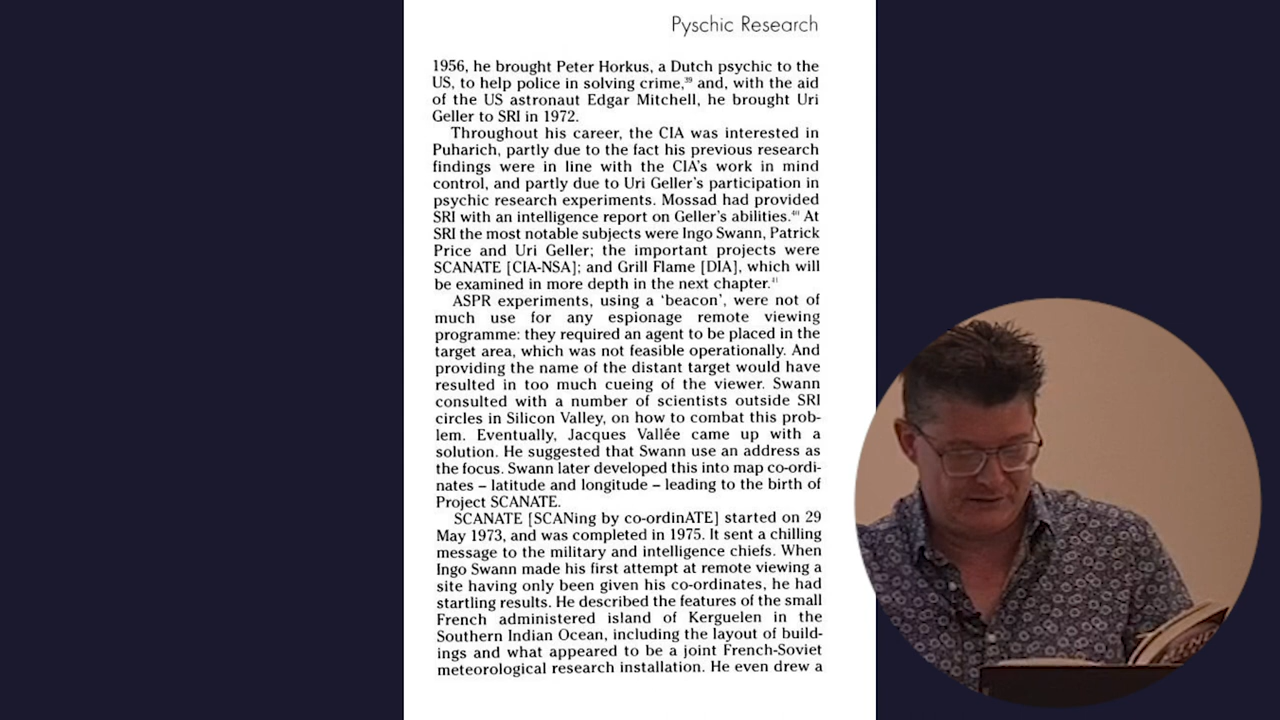 Pyschic Research
1956, he brought Peter Horkus, a Dutch psychic to the
US, to help police in solving crime,³⁹ and, with the aid
of the US astronaut Edgar Mitchell, he brought Uri
Geller to SRI in 1972.
Throughout his career, the CIA was interested in
Puharich, partly due to the fact his previous research
findings were in line with the CIA's work in mind
control, and partly due to Uri Geller's participation in
psychic research experiments. Mossad had provided
SRI with an intelligence report on Geller's abilities.⁴⁰ At
SRI the most notable subjects were Ingo Swann, Patrick
Price and Uri Geller; the important projects were
SCANATE [CIA-NSA]; and Grill Flame [DIA], which will
be examined in more depth in the next chapter.⁴¹
ASPR experiments, using a ‘beacon’, were not of
much use for any espionage remote viewing
programme: they required an agent to be placed in the
target area, which was not feasible operationally. And
providing the name of the distant target would have
resulted in too much cueing of the viewer. Swann
consulted with a number of scientists outside SRI
circles in Silicon Valley, on how to combat this prob-
lem. Eventually, Jacques Vallée came up with a
solution. He suggested that Swann use an address as
the focus. Swann later developed this into map co-ordi-
nates – latitude and longitude – leading to the birth of
Project SCANATE.
SCANATE [SCANing by co-ordinATE] started on 29
May 1973, and was completed in 1975. It sent a chilling
message to the military and intelligence chiefs. When
Ingo Swann made his first attempt at remote viewing a
site having only been given his co-ordinates, he had
startling results. He described the features of the small
French administered island of Kerguelen in the
Southern Indian Ocean, including the layout of build-
ings and what appeared to be a joint French-Soviet
meteorological research installation. He even drew a